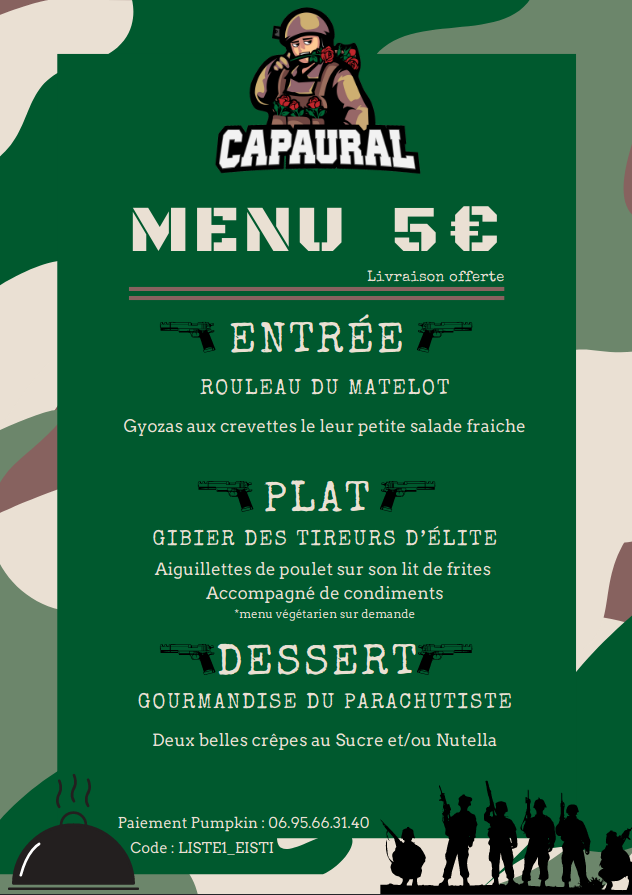 CAPAURAL
MENU 5€
Livraison offerte
ENTRÉE
ROULEAU DU MATELOT
Gyozas aux crevettes le leur petite salade fraiche
PLAT
GIBIER DES TIREURS D'ÉLITE
Aiguillettes de poulet sur son lit de frites
Accompagné de condiments
*menu végétarien sur demande
DESSERT
GOURMANDISE DU PARACHUTISTE
Deux belles crêpes au Sucre et/ou Nutella
Paiement Pumpkin : 06.95.66.31.40
Code : LISTE1_EISTI